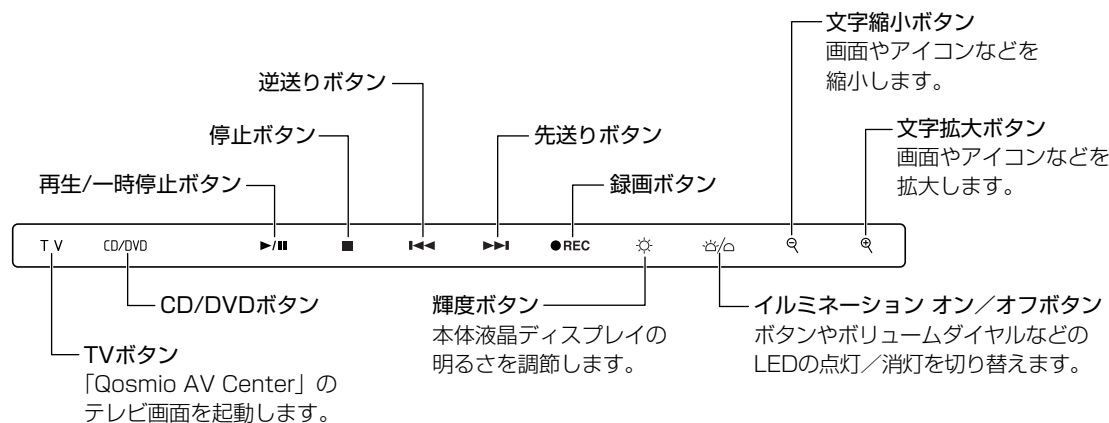 文字縮小ボタン
画面やアイコンなどを
縮小します。
逆送りボタン
停止ボタン
先送りボタン
文字拡大ボタン
画面やアイコンなどを
拡大します。
再生/一時停止ボタン
録画ボタン
TV CD/DVD ►/II ■ I◄◄ ►►I ●REC
CD/DVDボタン
輝度ボタン
本体液晶ディスプレイの
明るさを調節します。
イルミネーション オン／オフボタン
ボタンやボリュームダイヤルなどの
LEDの点灯／消灯を切り替えます。
TVボタン
「Qosmio AV Center」の
テレビ画面を起動します。